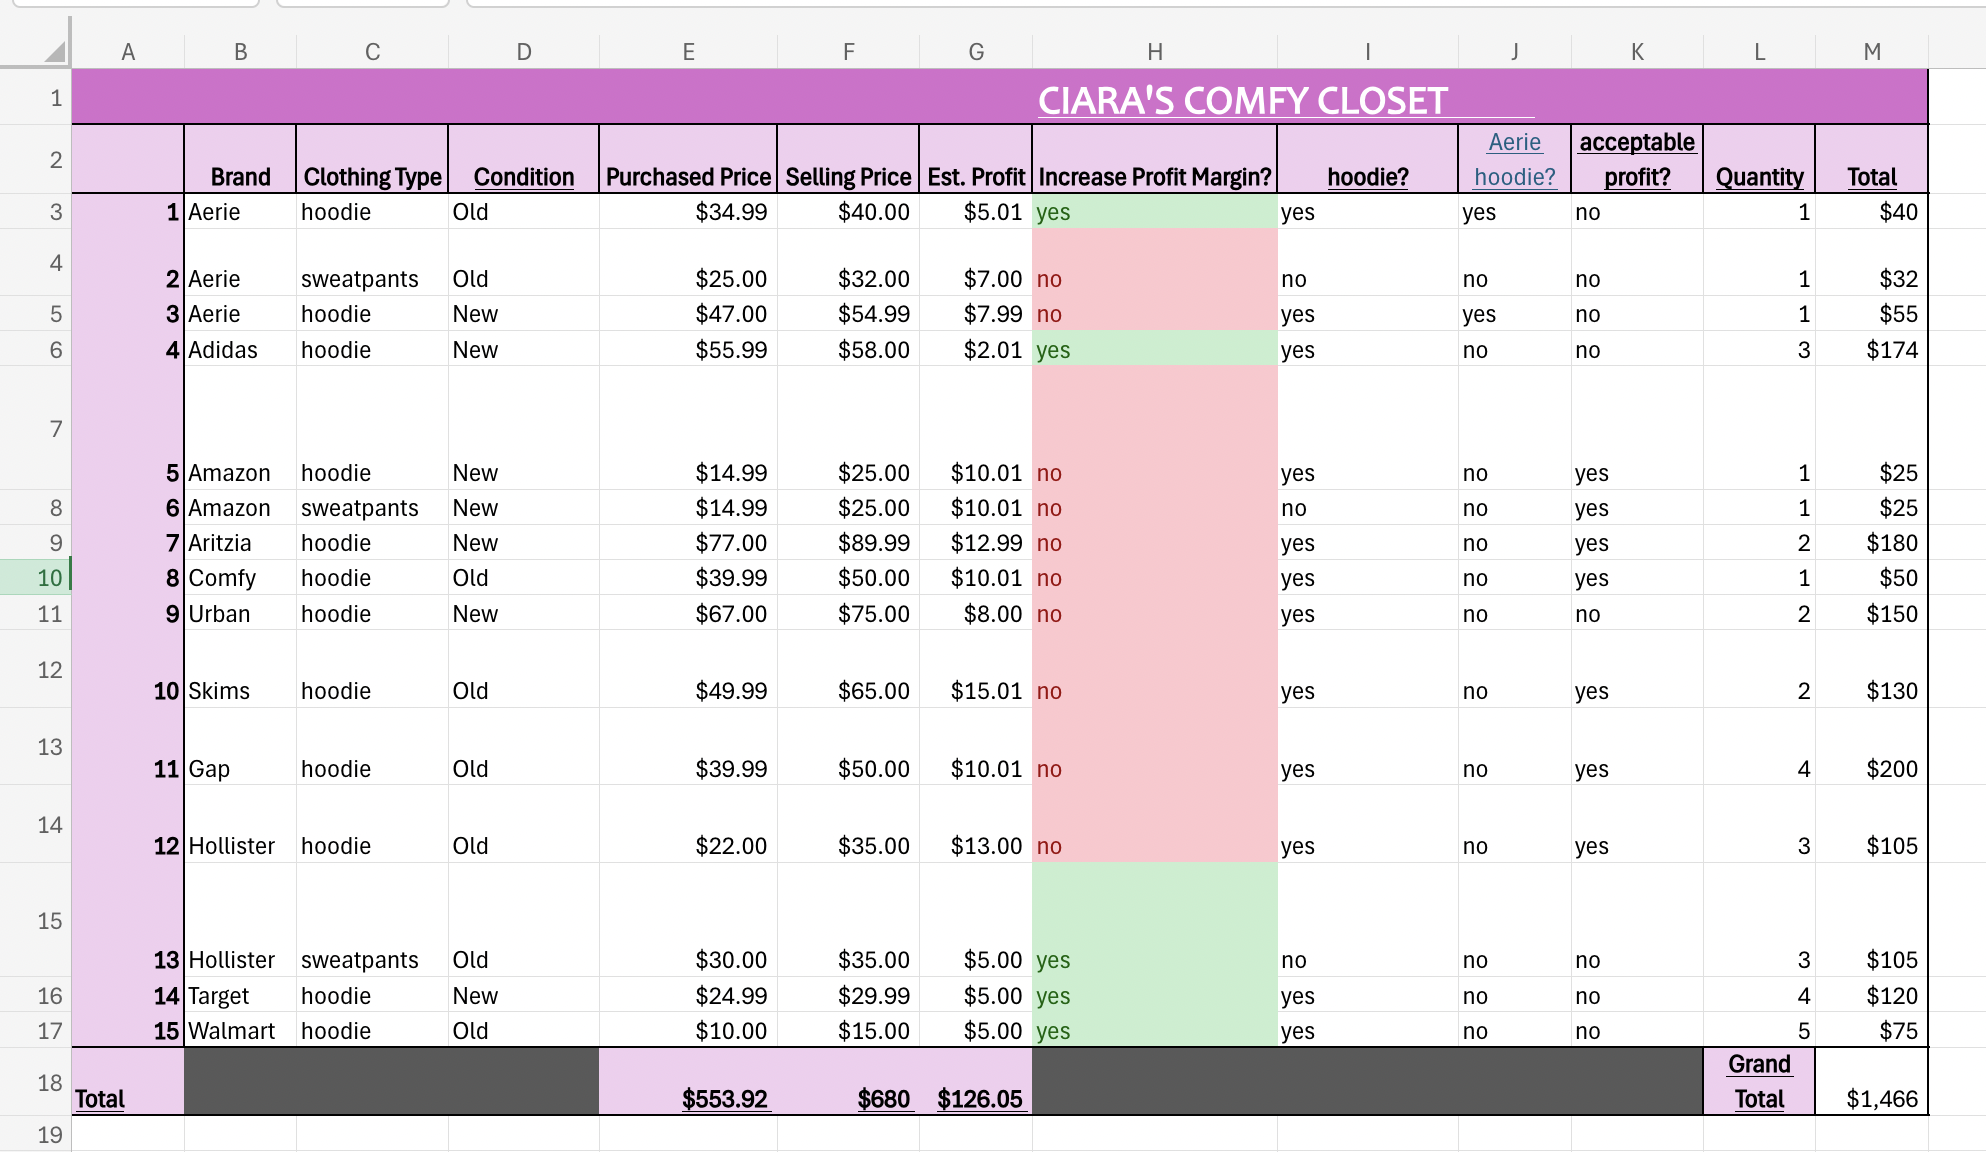 A B C D E F G H I J K L M
1 CIARA'S COMFY CLOSET
2 Brand Clothing Type Condition Purchased Price Selling Price Est. Profit Increase Profit Margin? hoodie? Aerie hoodie? acceptable profit? Quantity Total
3 1 Aerie hoodie Old $34.99 $40.00 $5.01 yes yes yes no 1 $40
4 2 Aerie sweatpants Old $25.00 $32.00 $7.00 no no no no 1 $32
5 3 Aerie hoodie New $47.00 $54.99 $7.99 no yes yes no 1 $55
6 4 Adidas hoodie New $55.99 $58.00 $2.01 yes yes no no 3 $174
7 5 Amazon hoodie New $14.99 $25.00 $10.01 no yes no yes 1 $25
8 6 Amazon sweatpants New $14.99 $25.00 $10.01 no no no yes 1 $25
9 7 Aritzia hoodie New $77.00 $89.99 $12.99 no yes no yes 2 $180
10 8 Comfy hoodie Old $39.99 $50.00 $10.01 no yes no yes 1 $50
11 9 Urban hoodie New $67.00 $75.00 $8.00 no yes no no 2 $150
12 10 Skims hoodie Old $49.99 $65.00 $15.01 no yes no yes 2 $130
13 11 Gap hoodie Old $39.99 $50.00 $10.01 no yes no yes 4 $200
14 12 Hollister hoodie Old $22.00 $35.00 $13.00 no yes no yes 3 $105
15 13 Hollister sweatpants Old $30.00 $35.00 $5.00 yes no no no 3 $105
16 14 Target hoodie New $24.99 $29.99 $5.00 yes yes no no 4 $120
17 15 Walmart hoodie Old $10.00 $15.00 $5.00 yes yes no no 5 $75
18 Total $553.92 $680 $126.05 Grand Total $1,466
19